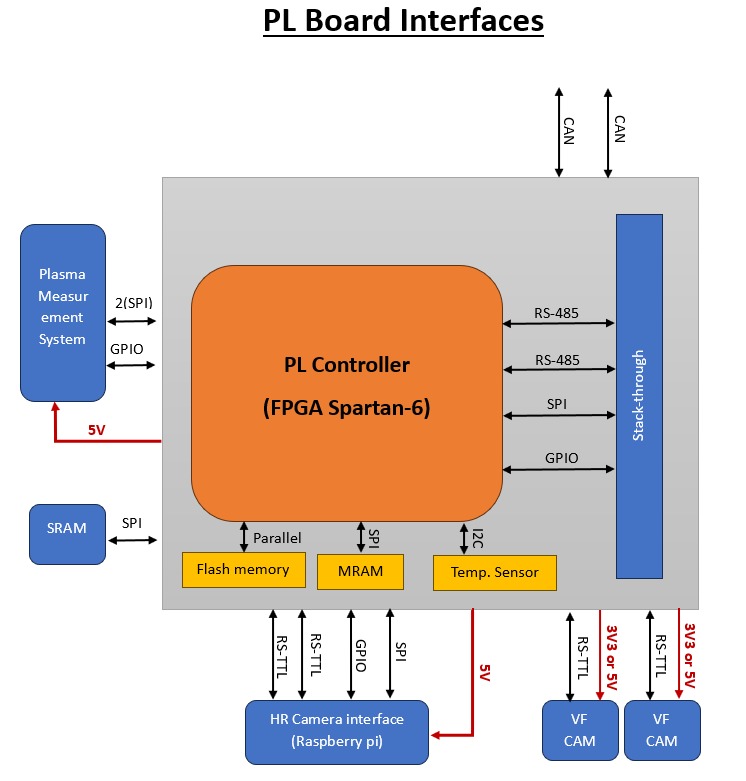 PL Board Interfaces
CAN
CAN
Plasma
Measur
ement
System
2(SPI)
GPIO
5V
PL Controller
(FPGA Spartan-6)
RS-485
RS-485
SPI
GPIO
Stack-through
SRAM
SPI
Parallel
SPI
I2C
Flash memory
MRAM
Temp. Sensor
RS-TTL
RS-TTL
GPIO
SPI
5V
RS-TTL
3V3 or 5V
RS-TTL
3V3 or 5V
HR Camera interface
(Raspberry pi)
VF
CAM
VF
CAM